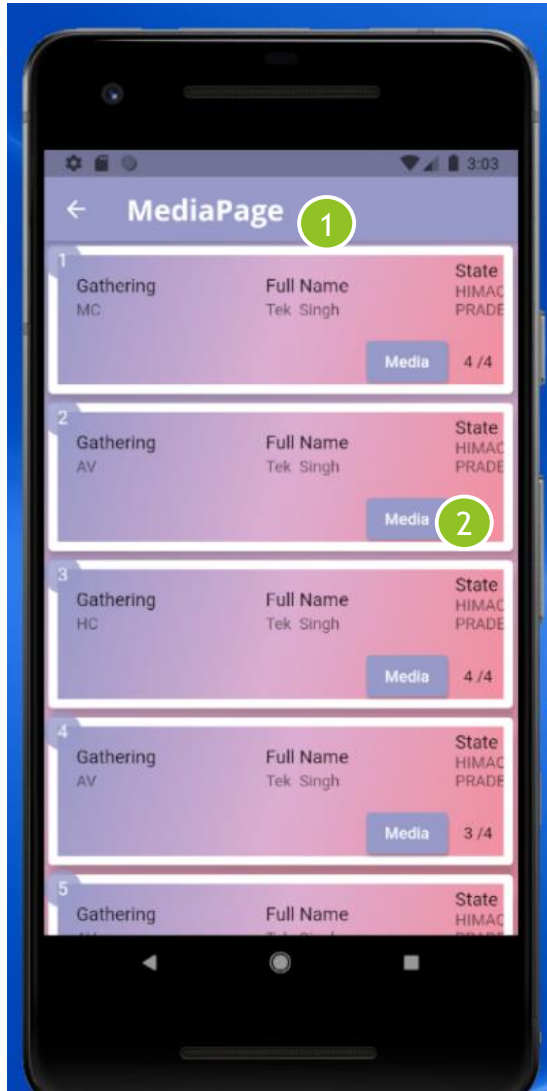 3:03
MediaPage
1
1
Gathering
Full Name
State
MC
Tek Singh
HIMAC
PRADE
Media
4 /4
2
Gathering
Full Name
State
AV
Tek Singh
HIMAC
PRADE
Media
2
3
Gathering
Full Name
State
HC
Tek Singh
HIMAC
PRADE
Media
4 /4
4
Gathering
Full Name
State
AV
Tek Singh
HIMAC
PRADE
Media
3 /4
5
Gathering
Full Name
State
HIMAC